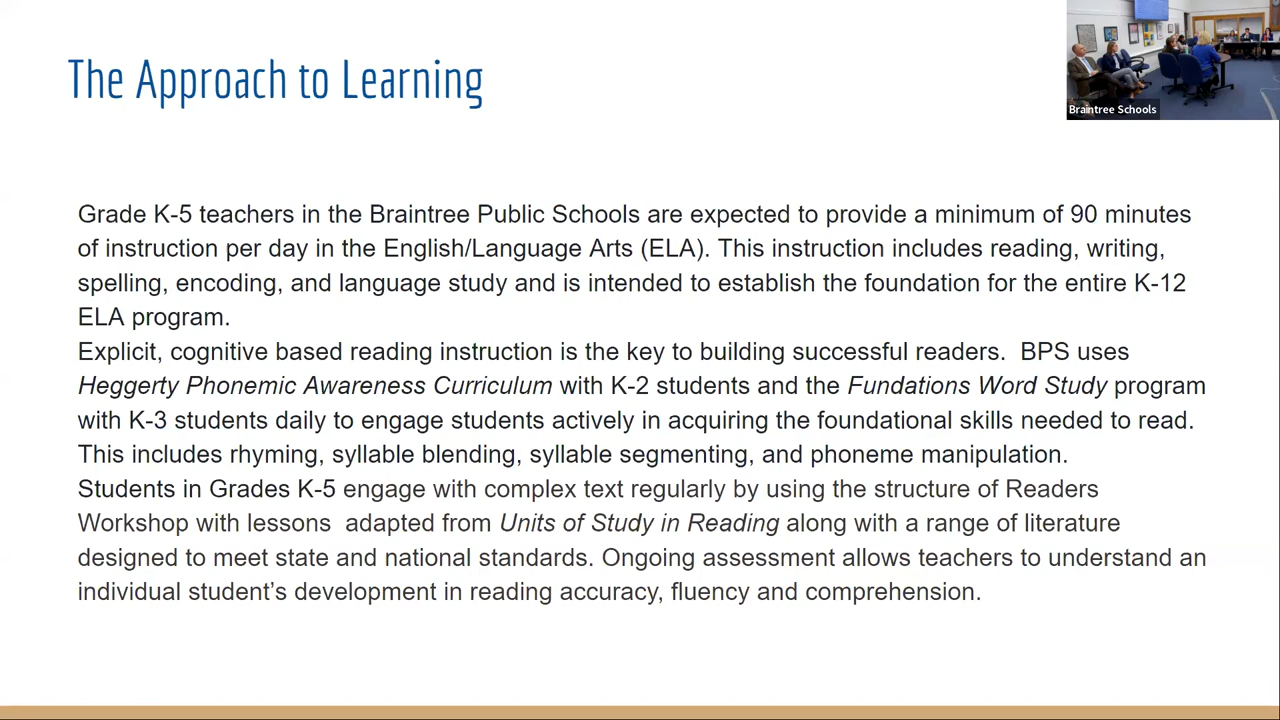 The Approach to Learning
Braintree Schools
Grade K-5 teachers in the Braintree Public Schools are expected to provide a minimum of 90 minutes
of instruction per day in the English/Language Arts (ELA). This instruction includes reading, writing,
spelling, encoding, and language study and is intended to establish the foundation for the entire K-12
ELA program.
Explicit, cognitive based reading instruction is the key to building successful readers.  BPS uses
Heggerty Phonemic Awareness Curriculum with K-2 students and the Fundations Word Study program
with K-3 students daily to engage students actively in acquiring the foundational skills needed to read.
This includes rhyming, syllable blending, syllable segmenting, and phoneme manipulation.
Students in Grades K-5 engage with complex text regularly by using the structure of Readers
Workshop with lessons  adapted from Units of Study in Reading along with a range of literature
designed to meet state and national standards. Ongoing assessment allows teachers to understand an
individual student’s development in reading accuracy, fluency and comprehension.